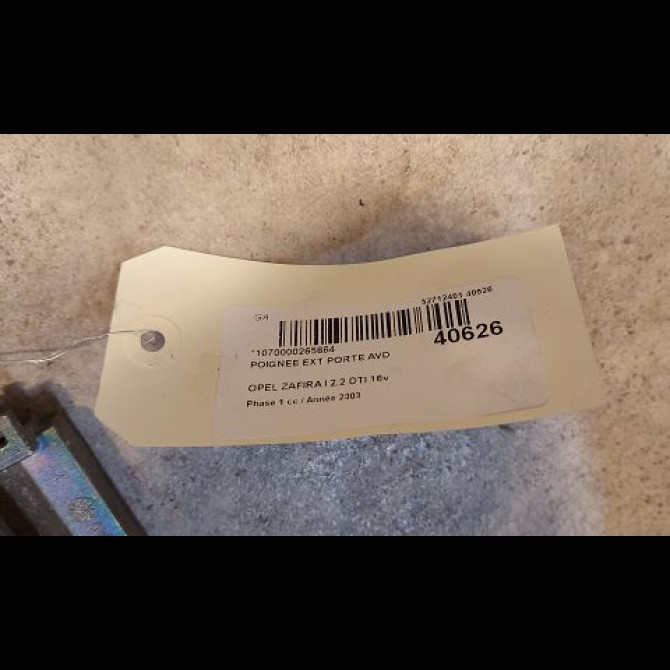 52712401 40626
GA
40626
*1070000265864
POIGNEE EXT PORTE AVD
OPEL ZAFIRA I 2.2 DTI 16v
Phase 1 cc / Année 2003